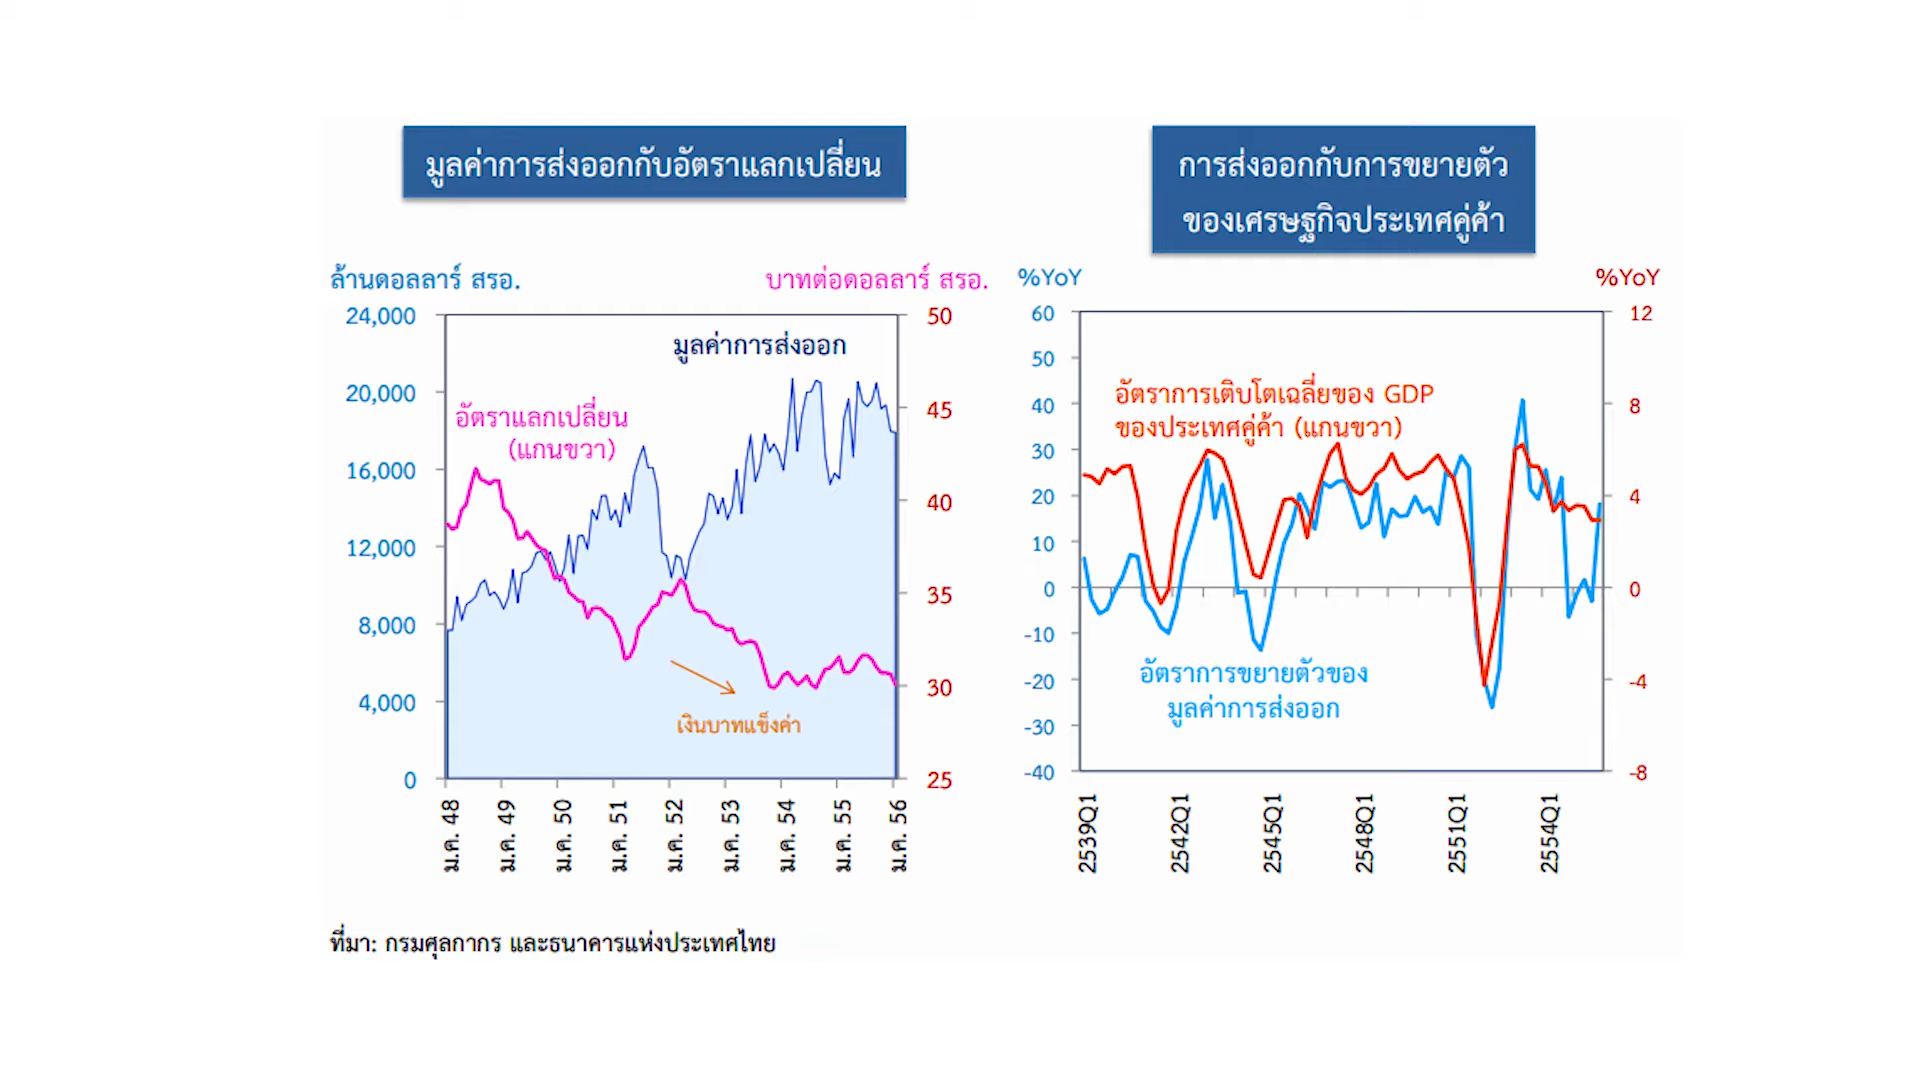 มูลค่าการส่งออกกับอัตราแลกเปลี่ยน
ล้านดอลลาร์ สรอ.
บาทต่อดอลลาร์ สรอ.
24,000
20,000
16,000
12,000
8,000
4,000
0
50
45
40
35
30
25
มูลค่าการส่งออก
อัตราแลกเปลี่ยน
(แกนขวา)
เงินบาทแข็งค่า
ม.ค. 48
ม.ค. 49
ม.ค. 50
ม.ค. 51
ม.ค. 52
ม.ค. 53
ม.ค. 54
ม.ค. 55
ม.ค. 56
การส่งออกกับการขยายตัว
ของเศรษฐกิจประเทศคู่ค้า
%YoY
%YoY
60
50
40
30
20
10
0
-10
-20
-30
-40
12
8
4
0
-4
-8
อัตราการเติบโตเฉลี่ยของ GDP
ของประเทศคู่ค้า (แกนขวา)
อัตราการขยายตัวของ
มูลค่าการส่งออก
2539Q1
2542Q1
2545Q1
2548Q1
2551Q1
2554Q1
ที่มา: กรมศุลกากร และธนาคารแห่งประเทศไทย